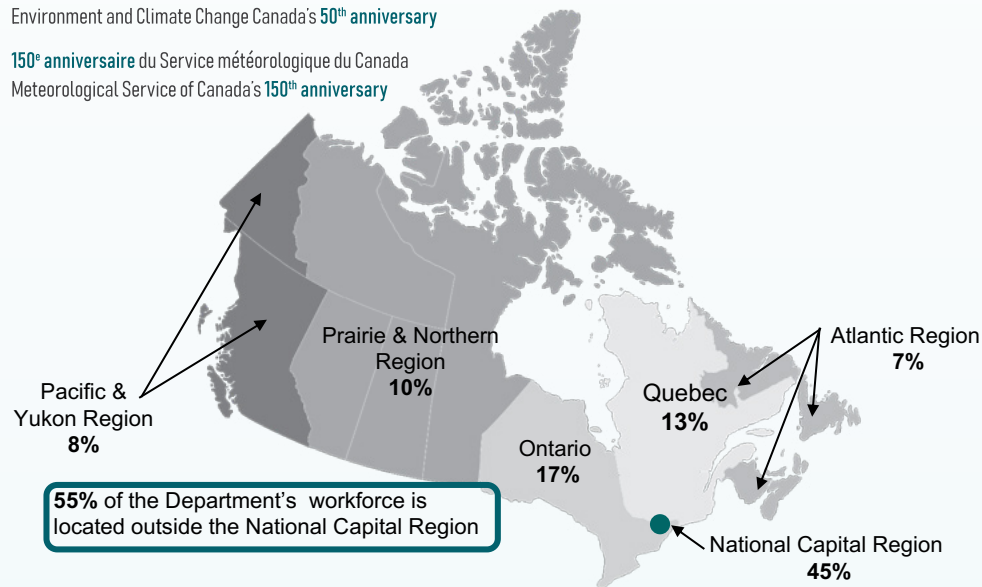 Environment and Climate Change Canada's 50th anniversary
150e anniversaire du Service météorologique du Canada
Meteorological Service of Canada's 150th anniversary
Prairie & Northern
Region
10%
Atlantic Region
7%
Pacific &
Yukon Region
8%
Quebec
13%
Ontario
17%
55% of the Department's workforce is
located outside the National Capital Region
National Capital Region
45%